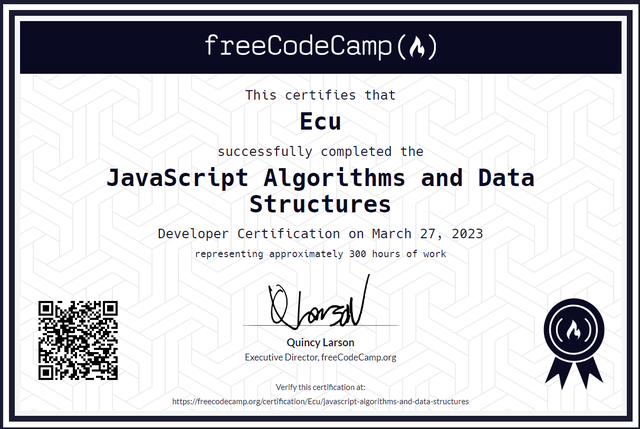 freeCodeCamp
This certifies that
Ecu
successfully completed the
JavaScript Algorithms and Data
Structures
Developer Certification on March 27, 2023
representing approximately 300 hours of work
Q Larson
Quincy Larson
Executive Director, freeCodeCamp.org
Verify this certification at:
https://freecodecamp.org/certification/Ecu/javascript-algorithms-and-data-structures